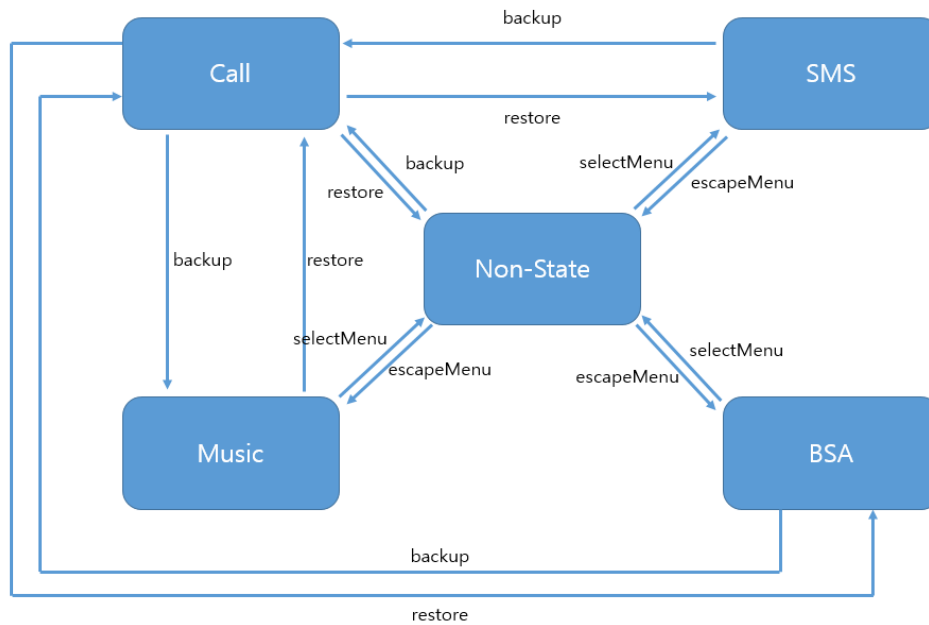 backup
Call
SMS
restore
backup
selectMenu
restore
escapeMenu
backup
restore
Non-State
selectMenu
selectMenu
escapeMenu
escapeMenu
Music
BSA
backup
restore